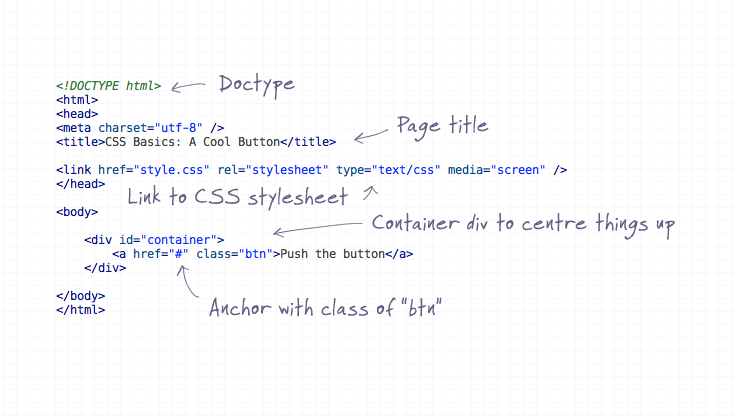 <!DOCTYPE html> Doctype
<html>
<head>
<meta charset="utf-8" />
<title>CSS Basics: A Cool Button</title> Page title
<link href="style.css" rel="stylesheet" type="text/css" media="screen" />
</head>
Link to CSS stylesheet
<body>
Container div to centre things up
<div id="container">
<a href="#" class="btn">Push the button</a>
</div>
</body>
Anchor with class of "btn"
</html>